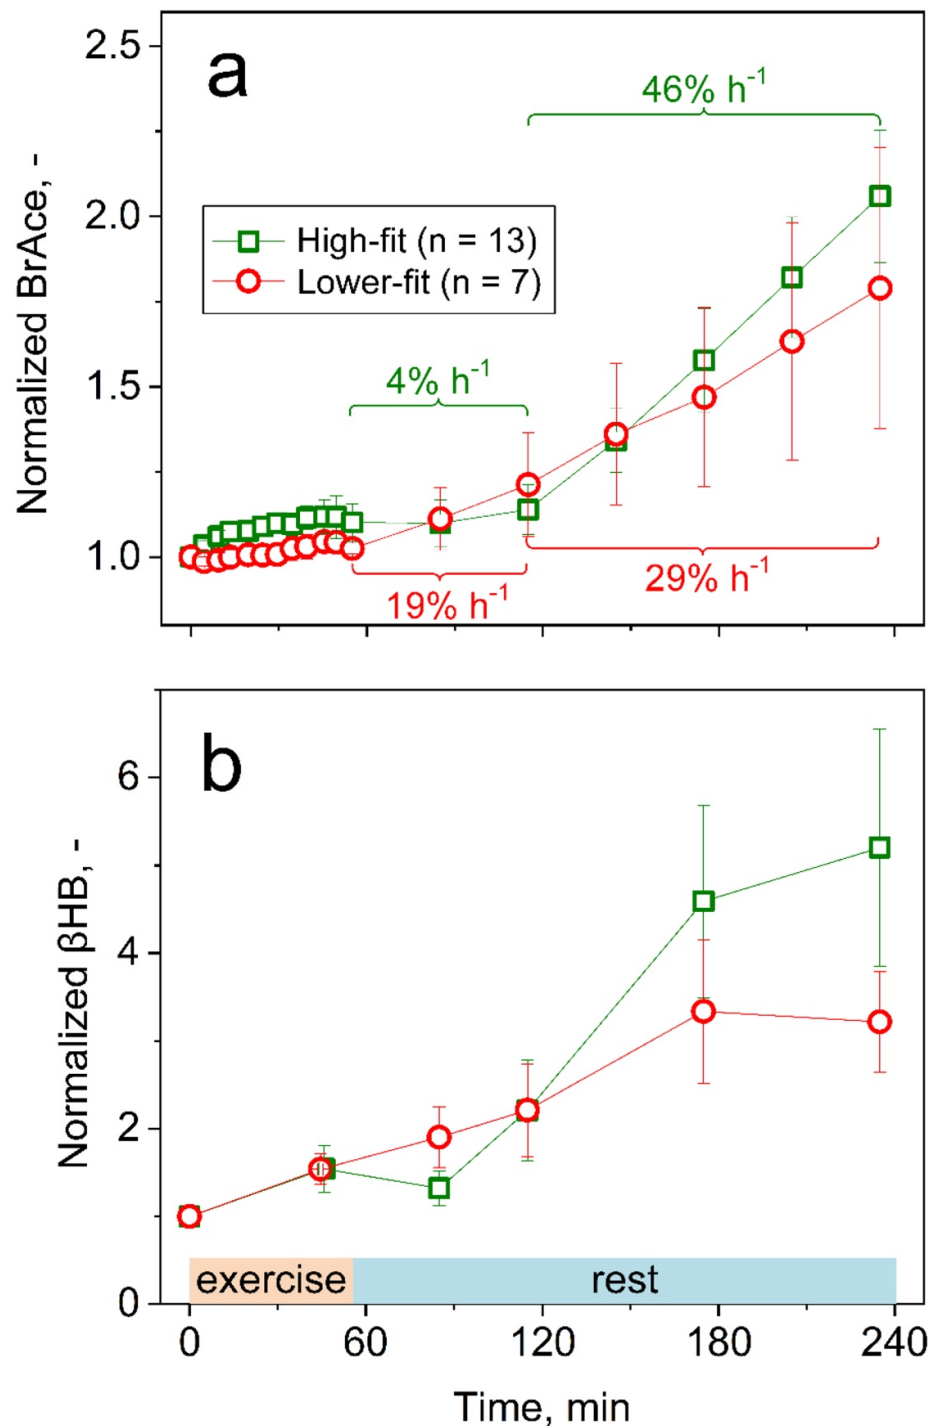 a
2.5
2.0
1.5
1.0
Normalized BrAce, -
46% h⁻¹
High-fit (n = 13)
Lower-fit (n = 7)
4% h⁻¹
19% h⁻¹
29% h⁻¹
b
6
4
2
0
Normalized βHB, -
exercise
rest
0 60 120 180 240
Time, min